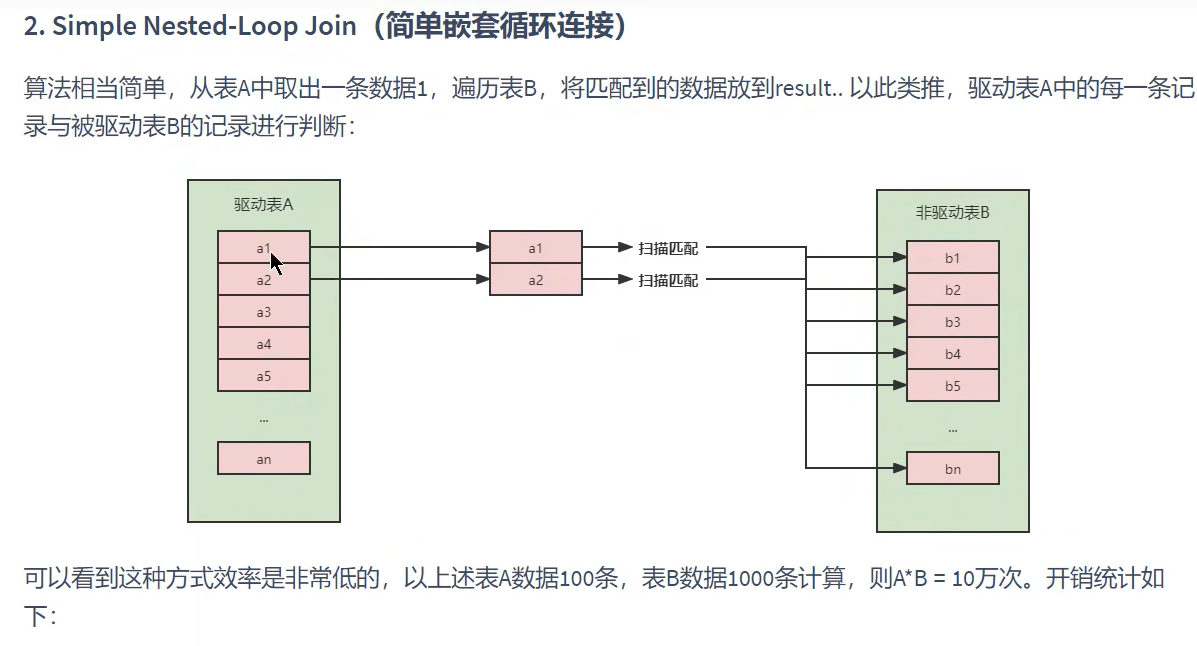 2. Simple Nested-Loop Join（简单嵌套循环连接）
算法相当简单，从表A中取出一条数据1，遍历表B，将匹配到的数据放到result.. 以此类推，驱动表A中的每一条记
录与被驱动表B的记录进行判断：
驱动表A
非驱动表B
a1
a1
扫描匹配
b1
a2
a2
扫描匹配
b2
a3
b3
a4
b4
a5
b5
...
...
an
bn
可以看到这种方式效率是非常低的，以上述表A数据100条，表B数据1000条计算，则A*B = 10万次。开销统计如
下：